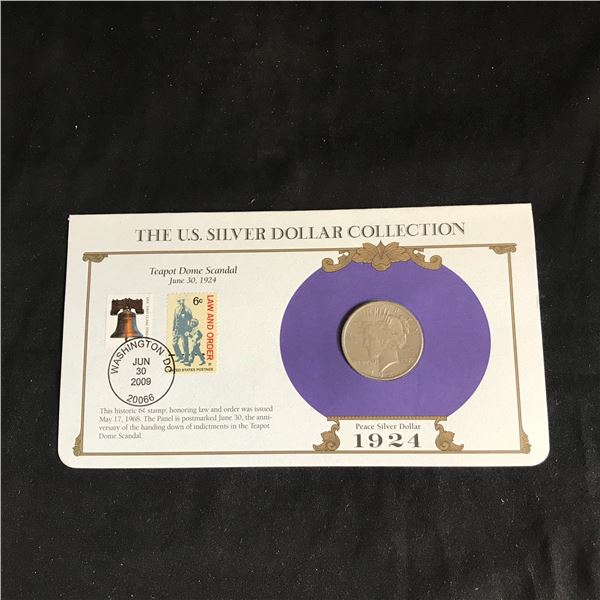 THE U.S. SILVER DOLLAR COLLECTION
Teapot Dome Scandal
June 30, 1924
6c
LAW AND ORDER
UNITED STATES POSTAGE
WASHINGTON DC
JUN
30
2009
20066
This historic 6¢ stamp, honoring law and order was issued
May 17, 1968. The Panel is postmarked June 30, the anni-
versary of the handing down of indictments in the Teapot
Dome Scandal.
Peace Silver Dollar
1924